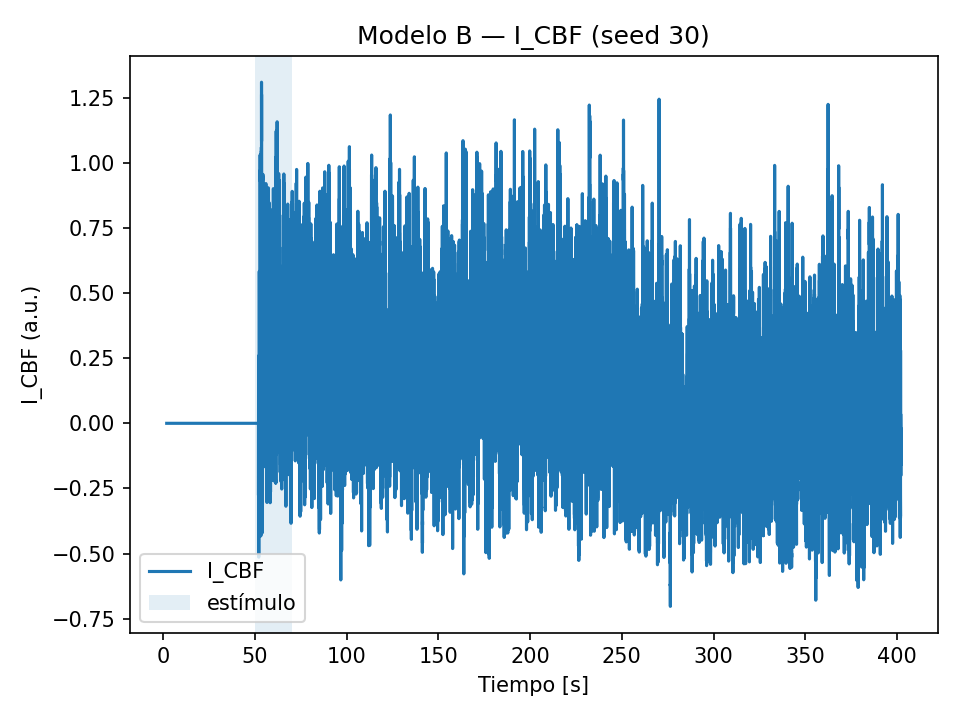 Modelo B — I_CBF (seed 30)
I_CBF (a.u.)
1.25
1.00
0.75
0.50
0.25
0.00
−0.25
−0.50
−0.75
I_CBF
estímulo
0 50 100 150 200 250 300 350 400
Tiempo [s]